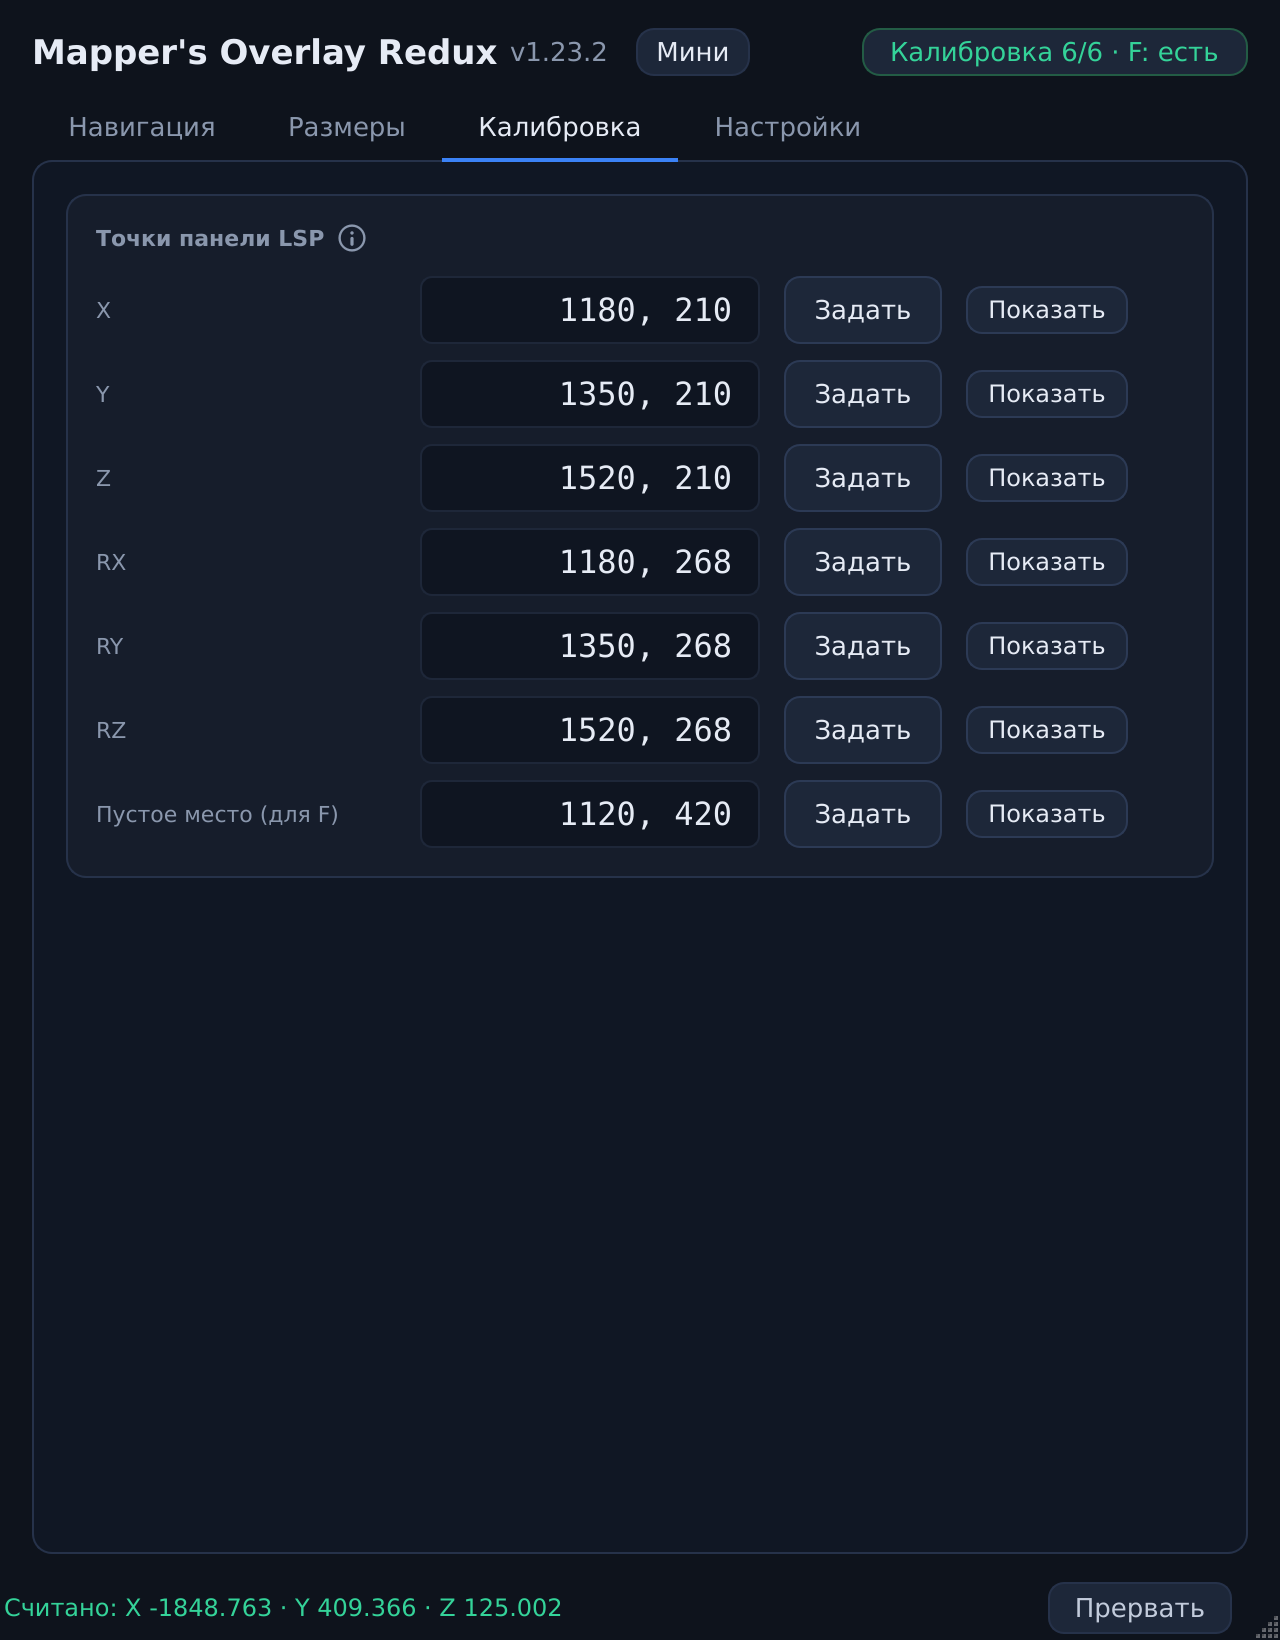 Mapper's Overlay Redux v1.23.2 Мини Калибровка 6/6 · F: есть
Навигация Размеры Калибровка Настройки
Точки панели LSP
X 1180, 210 Задать Показать
Y 1350, 210 Задать Показать
Z 1520, 210 Задать Показать
RX 1180, 268 Задать Показать
RY 1350, 268 Задать Показать
RZ 1520, 268 Задать Показать
Пустое место (для F) 1120, 420 Задать Показать
Считано: X -1848.763 · Y 409.366 · Z 125.002 Прервать